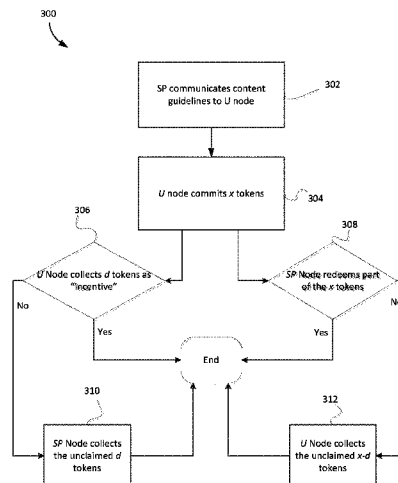 300
SP communicates content
guidelines to U node
302
U node commits x tokens
304
306
308
U Node collects d tokens as
"incentive"
SP Node redeems part
of the x tokens
No
Yes
Yes
End
310
312
SP Node collects
the unclaimed d
tokens
U Node collects
the unclaimed x-d
tokens